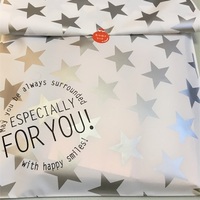 May you be always surrounded
ESPECIALLY
FOR YOU!
with happy smiles!